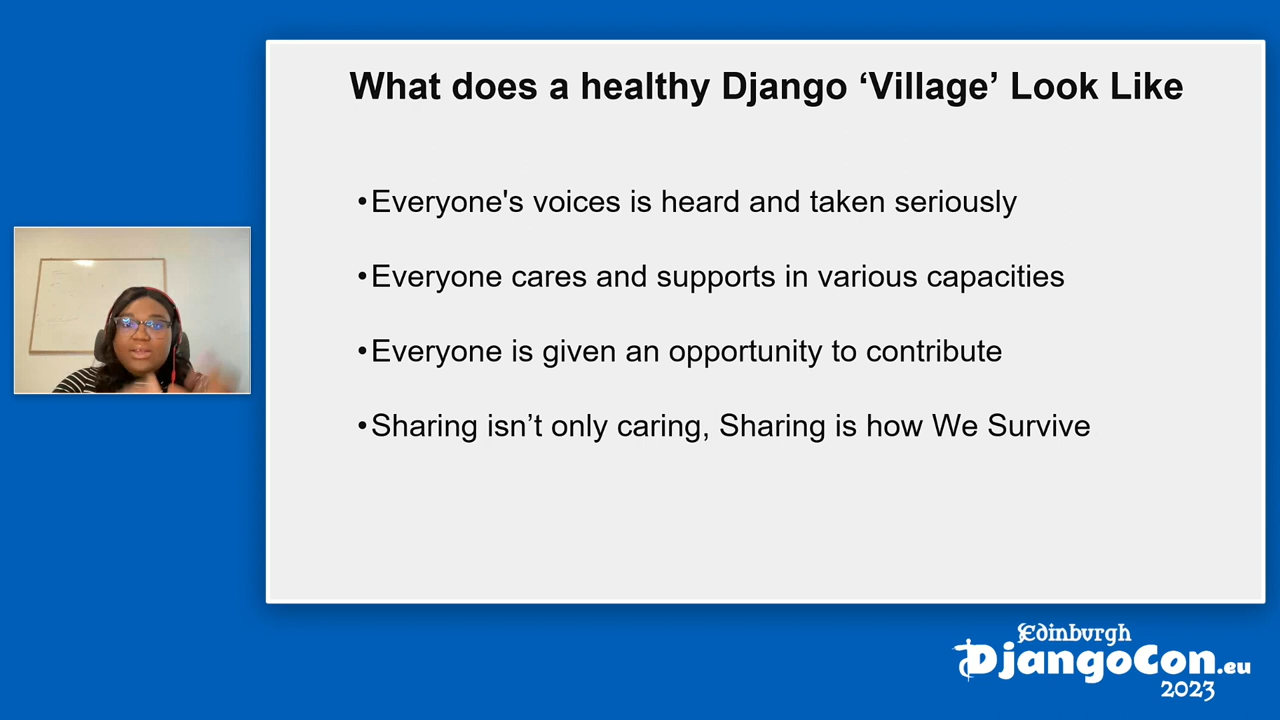 What does a healthy Django ‘Village’ Look Like
•Everyone's voices is heard and taken seriously
•Everyone cares and supports in various capacities
•Everyone is given an opportunity to contribute
•Sharing isn’t only caring, Sharing is how We Survive
Edinburgh
DjangoCon.eu
2023